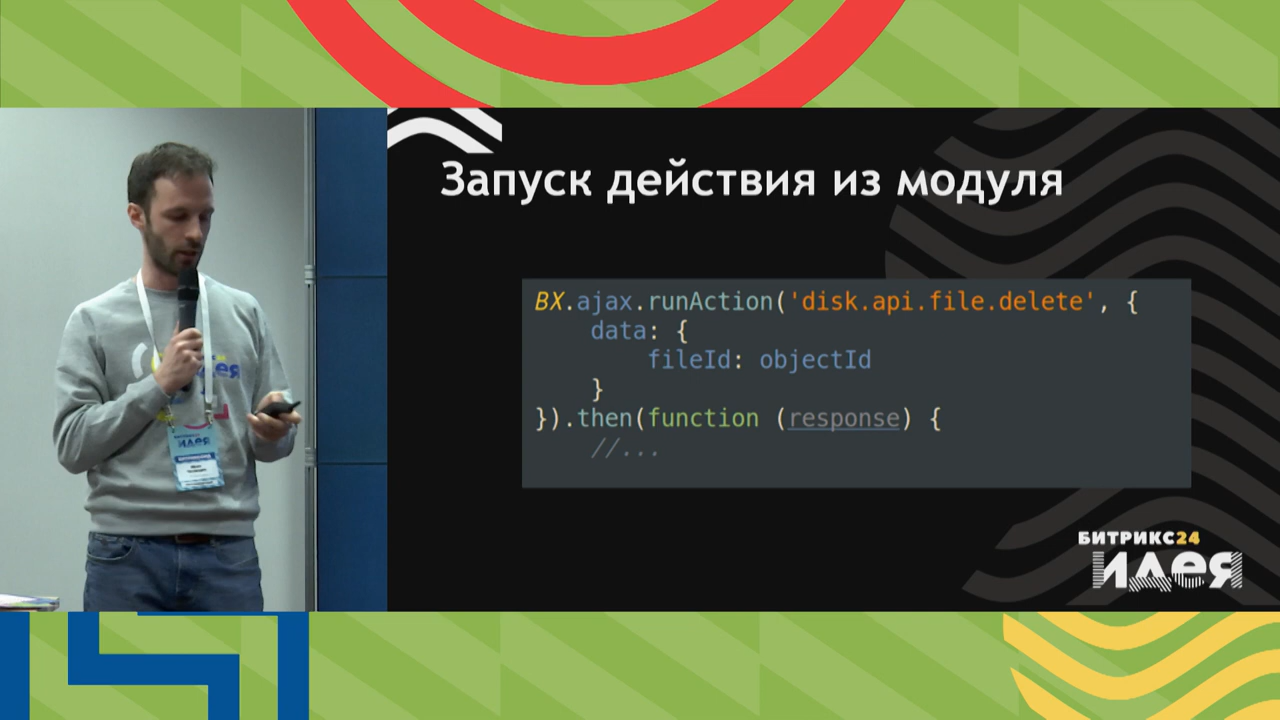 Запуск действия из модуля
BX.ajax.runAction('disk.api.file.delete', {
    data: {
        fileId: objectId
    }
}).then(function (response) {
    //...
БИТРИКС24
идея
идея